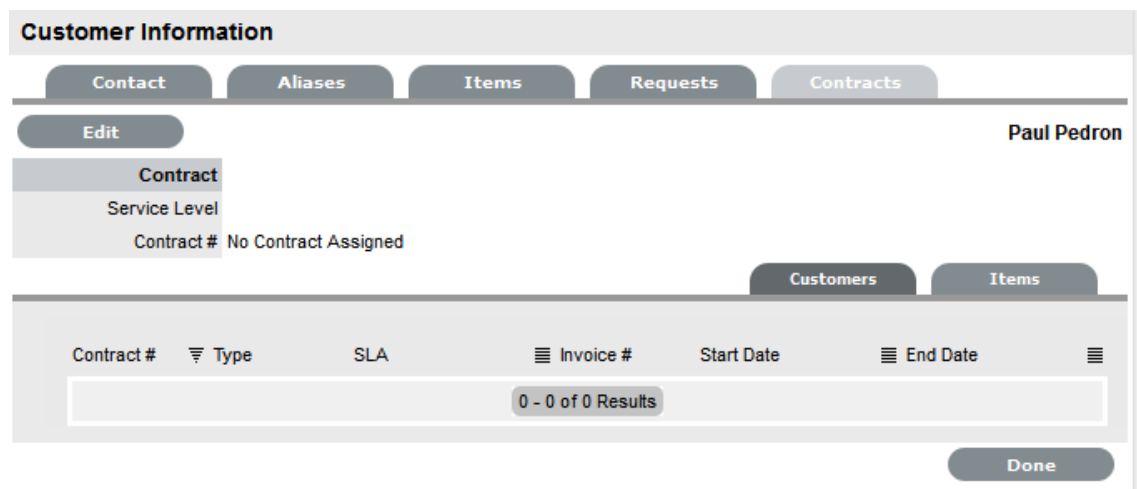 Customer Information
Contact Aliases Items Requests Contracts
Edit Paul Pedron
Contract
Service Level
Contract # No Contract Assigned
Customers Items
Contract # Type SLA Invoice # Start Date End Date
0 - 0 of 0 Results
Done